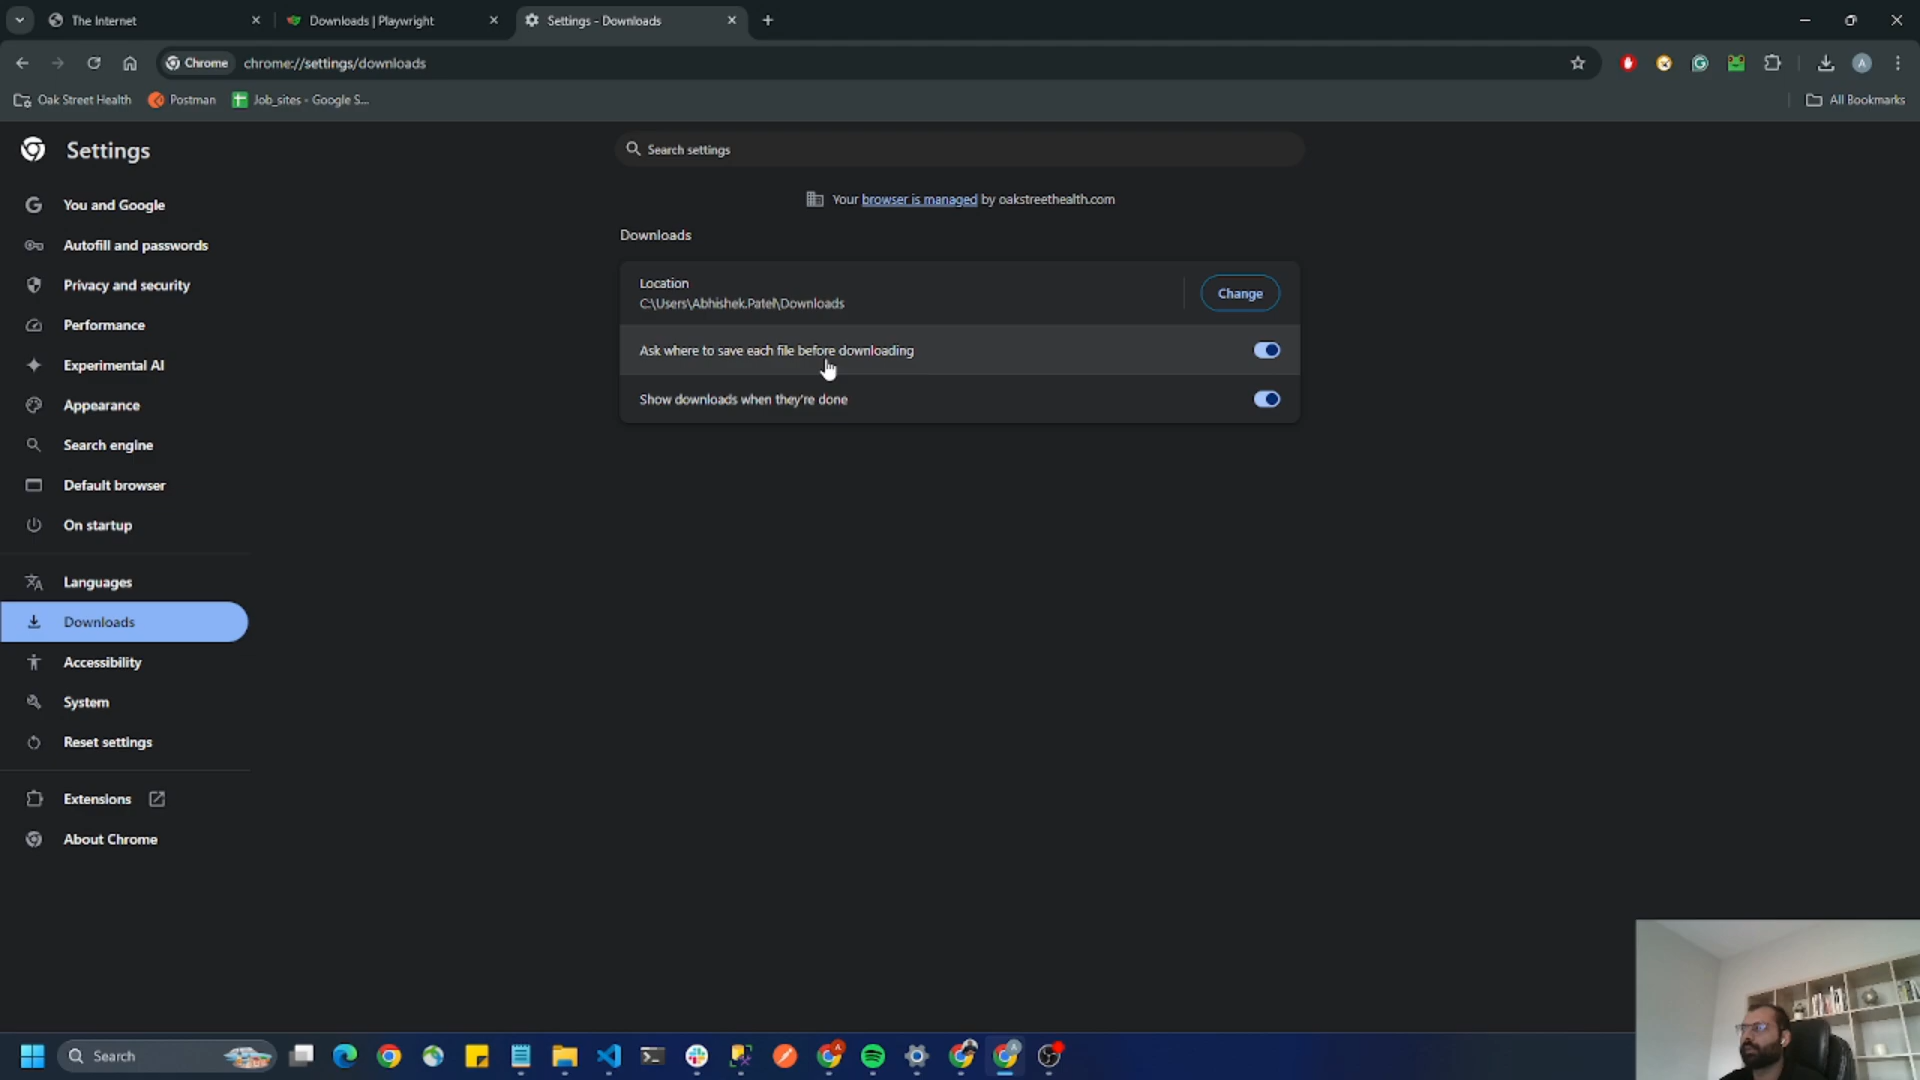 The Internet
Downloads | Playwright
Settings - Downloads
Chrome
chrome://settings/downloads
Oak Street Health
Postman
Job_sites - Google S...
All Bookmarks
Settings
Search settings
You and Google
Autofill and passwords
Privacy and security
Performance
Experimental AI
Appearance
Search engine
Default browser
On startup
Languages
Downloads
Accessibility
System
Reset settings
Extensions
About Chrome
Your browser is managed by oakstreethealth.com
Downloads
Location
C:\Users\Abhishek.Patel\Downloads
Change
Ask where to save each file before downloading
Show downloads when they're done
Search